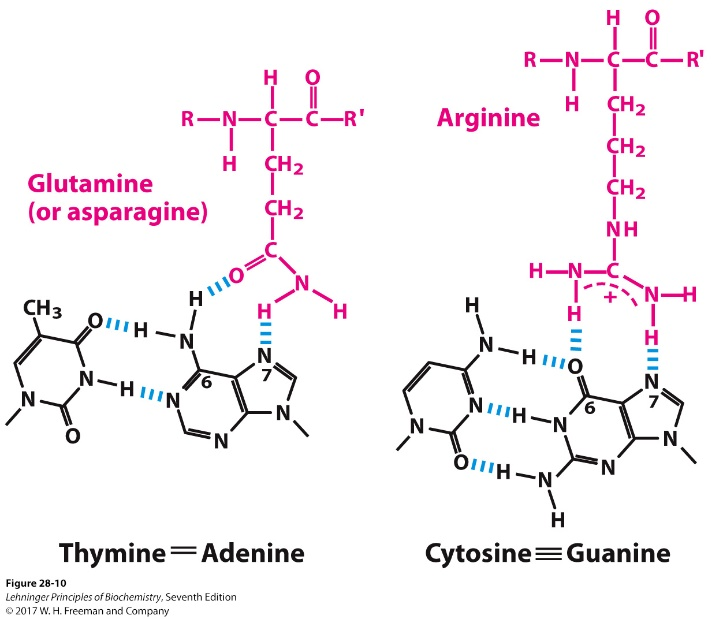 H O
R—N—C—C—R'
H CH2
CH2
C
O N
H H H
Glutamine
(or asparagine)
CH3
O H N
N H N 6 N 7
N O N N
Thymine Adenine
H O
R—N—C—C—R'
H CH2
CH2
CH2
NH
H—N—C
N—H
H + H
Arginine
H
N H O
N H N 6 N 7
N O H N N N
H
Cytosine Guanine
Figure 28-10
Lehninger Principles of Biochemistry, Seventh Edition
© 2017 W. H. Freeman and Company